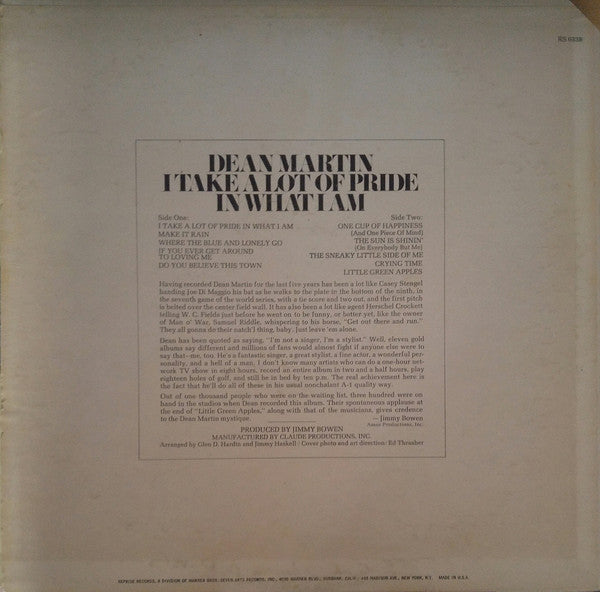 RS 6338
DEAN MARTIN
I TAKE A LOT OF PRIDE
IN WHAT I AM
Side One:
I TAKE A LOT OF PRIDE IN WHAT I AM
MAKE IT RAIN
WHERE THE BLUE AND LONELY GO
IF YOU EVER GET AROUND
TO LOVING ME
DO YOU BELIEVE THIS TOWN
Side Two:
ONE CUP OF HAPPINESS
(And One Piece Of Mind)
THE SUN IS SHININ'
(On Everybody But Me)
THE SNEAKY LITTLE SIDE OF ME
CRYING TIME
LITTLE GREEN APPLES
Having recorded Dean Martin for the last five years has been a lot like Casey Stengel
handing Joe Di Maggio his bat as he walks to the plate in the bottom of the ninth, in
the seventh game of the world series, with a tie score and two out, and the first pitch
is belted over the center field wall. It has also been a lot like agent Herschel Crockett
telling W. C. Fields just before he went on to be funny, or better yet, like the owner
of Man o' War, Samuel Riddle, whispering to his horse, "Get out there and run."
They all gonna do their natch'l thing, baby. Just leave 'em alone.
Dean has been quoted as saying, "I'm not a singer, I'm a stylist." Well, eleven gold
albums say different and millions of fans would almost fight if anyone else were to
say that—me, too. He's a fantastic singer, a great stylist, a fine actor, a wonderful per-
sonality, and a hell of a man. I don't know many artists who can do a one-hour net-
work TV show in eight hours, record an entire album in two and a half hours, play
eighteen holes of golf, and still be in bed by ten p.m. The real achievement here is
the fact that he'll do all of these in his usual nonchalant A-1 quality way.
Out of one thousand people who were on the waiting list, three hundred were on
hand in the studios when Dean recorded this album. Their spontaneous applause at
the end of "Little Green Apples," along with that of the musicians, gives credence
to the Dean Martin mystique.
— Jimmy Bowen
Amos Productions, Inc.
PRODUCED BY JIMMY BOWEN
MANUFACTURED BY CLAUDE PRODUCTIONS, INC.
Arranged by Glen D. Hardin and Jimmy Haskell / Cover photo and art direction: Ed Thrasher
REPRISE RECORDS, A DIVISION OF WARNER BROS.-SEVEN ARTS RECORDS, INC., 4000 WARNER BLVD., BURBANK, CALIF. / 488 MADISON AVE., NEW YORK, N.Y. MADE IN U.S.A.